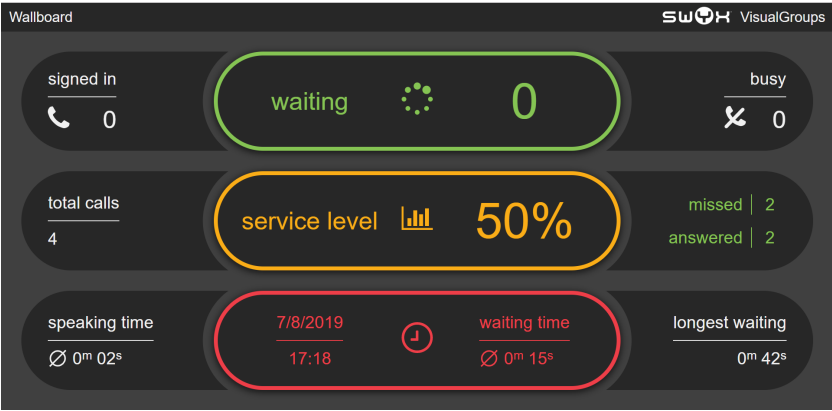 Wallboard
SWYX VisualGroups
signed in
0
waiting 0
busy
0
total calls
4
service level 50%
missed 2
answered 2
speaking time
Ø 0m 02s
7/8/2019
17:18
waiting time
Ø 0m 15s
longest waiting
0m 42s